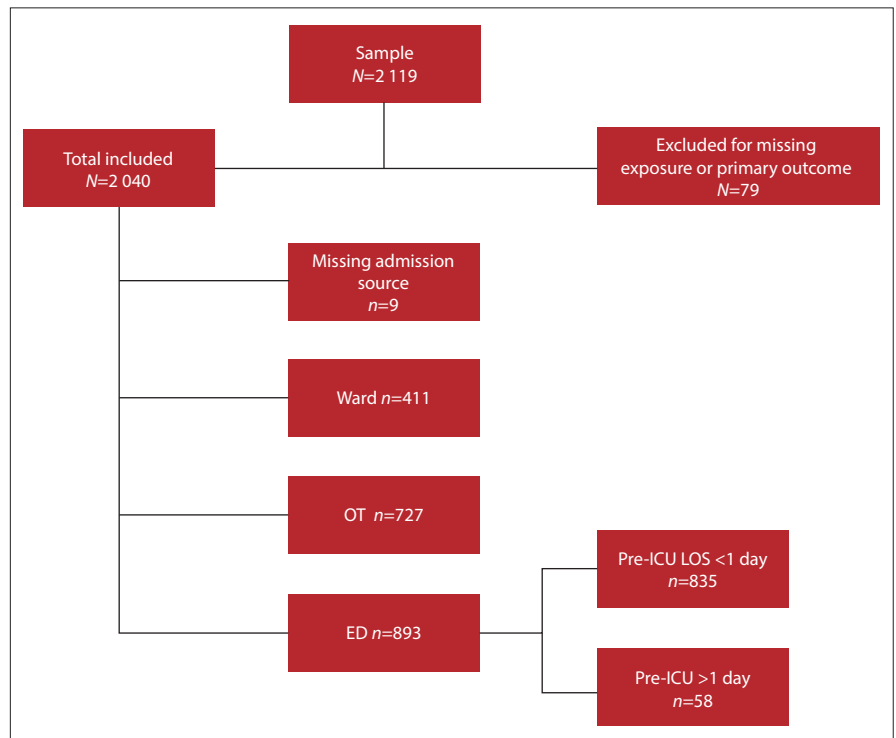 Sample
N=2 119
Total included
N=2 040
Excluded for missing
exposure or primary outcome
N=79
Missing admission
source
n=9
Ward n=411
OT n=727
Pre-ICU LOS <1 day
n=835
ED n=893
Pre-ICU >1 day
n=58